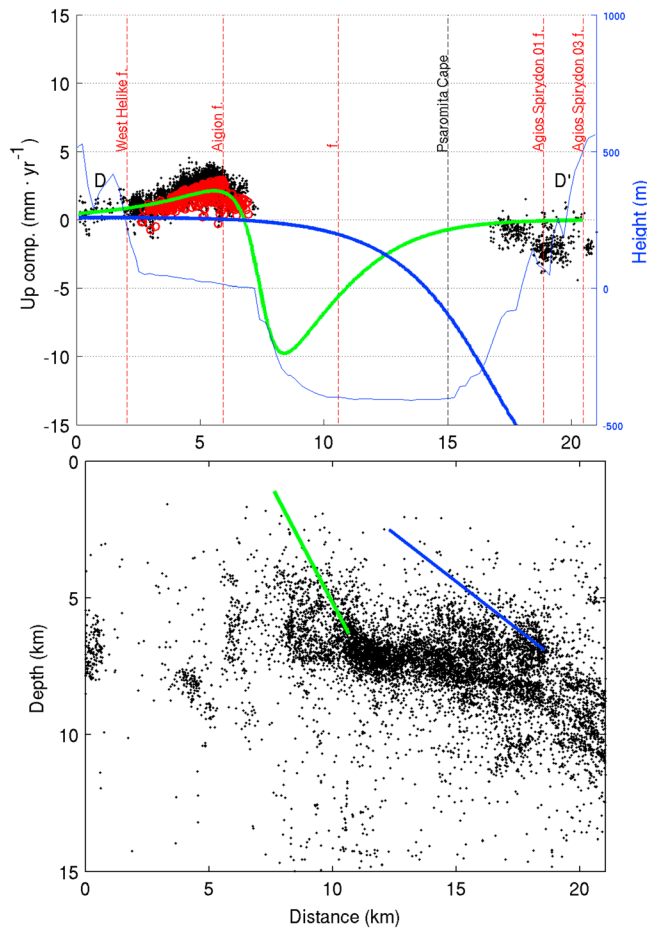 15
10
5
0
-5
-10
-15
Up comp. (mm · yr-1)
West Helike f.
Aigion f.
f.
Psaromita Cape
Agios Spirydon 01 f.
Agios Spirydon 03 f.
D
D'
1000
500
0
-500
Height (m)
0
5
10
15
20
0
5
10
15
Depth (km)
0
5
10
15
20
Distance (km)